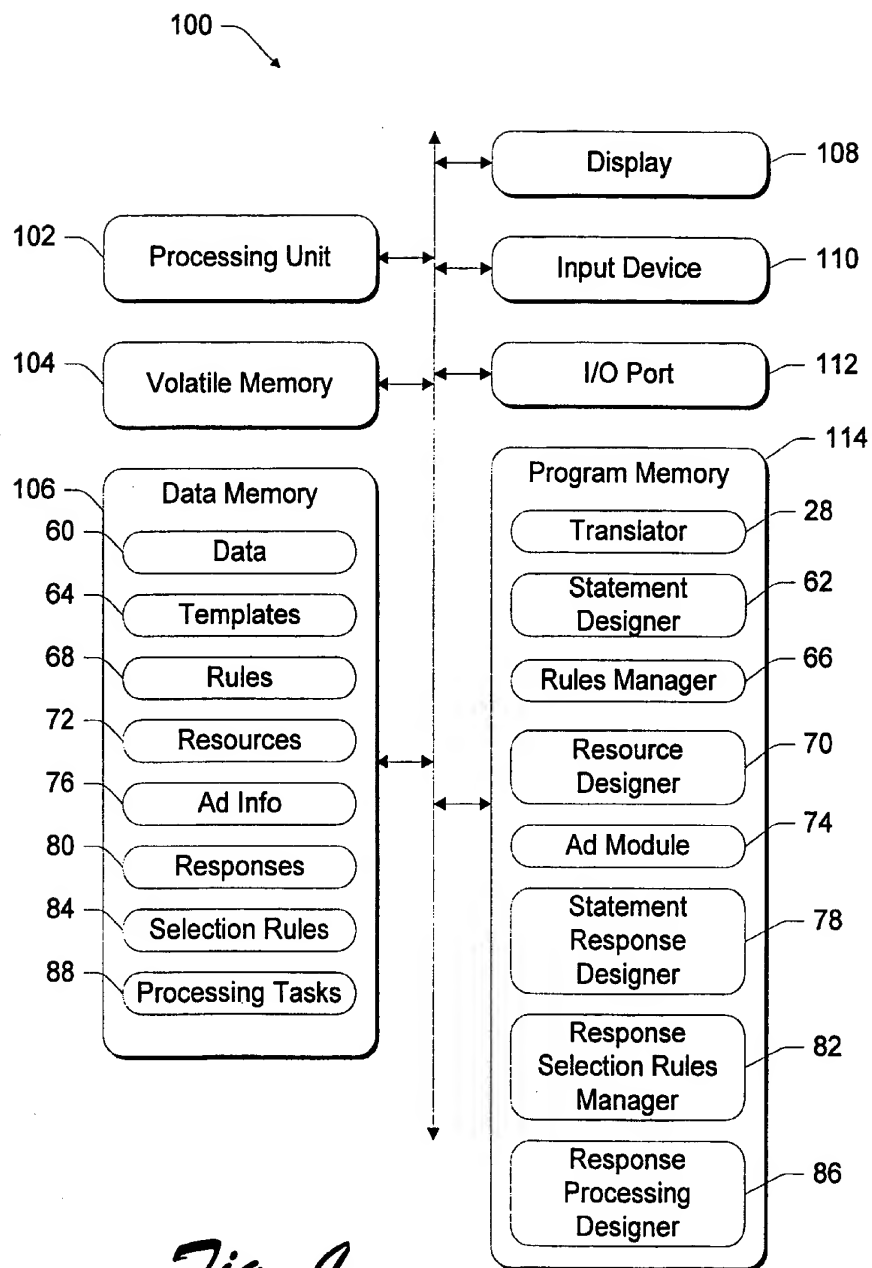 100
Display
108
102
Processing Unit
Input Device
110
104
Volatile Memory
I/O Port
112
114
106
Data Memory
60
Data
64
Templates
68
Rules
72
Resources
76
Ad Info
80
Responses
84
Selection Rules
88
Processing Tasks
Program Memory
Translator
28
Statement
Designer
62
Rules Manager
66
Resource
Designer
70
Ad Module
74
Statement
Response
Designer
78
Response
Selection Rules
Manager
82
Response
Processing
Designer
86
Fig.